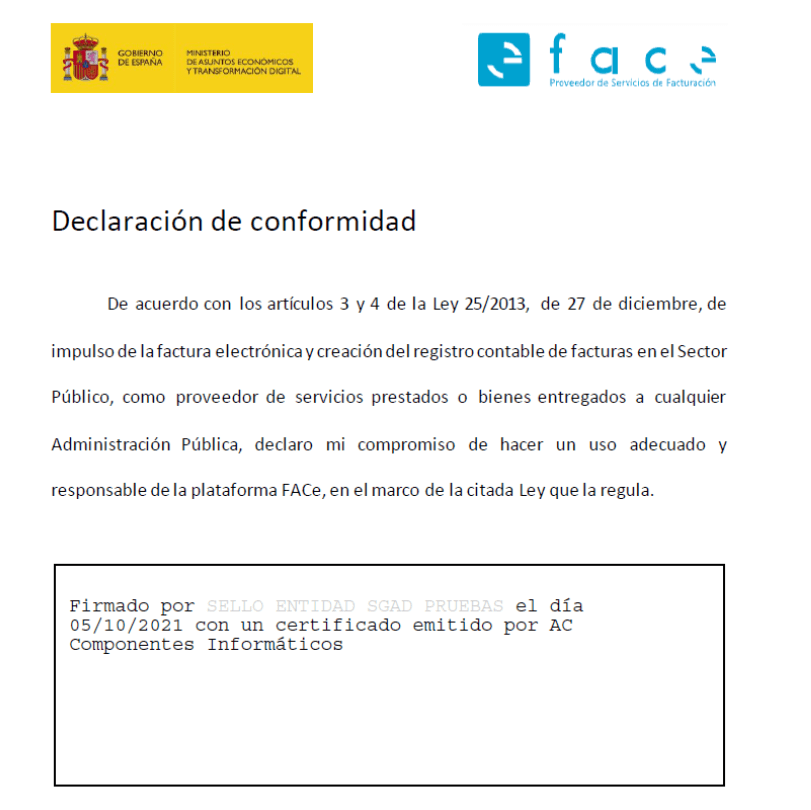 GOBIERNO
DE ESPAÑA
MINISTERIO
DE ASUNTOS ECONÓMICOS
Y TRANSFORMACIÓN DIGITAL
face
Proveedor de Servicios de Facturación
Declaración de conformidad
De acuerdo con los artículos 3 y 4 de la Ley 25/2013, de 27 de diciembre, de
impulso de la factura electrónica y creación del registro contable de facturas en el Sector
Público, como proveedor de servicios prestados o bienes entregados a cualquier
Administración Pública, declaro mi compromiso de hacer un uso adecuado y
responsable de la plataforma FACe, en el marco de la citada Ley que la regula.
Firmado por SELLO ENTIDAD SGAD PRUEBAS el día
05/10/2021 con un certificado emitido por AC
Componentes Informáticos